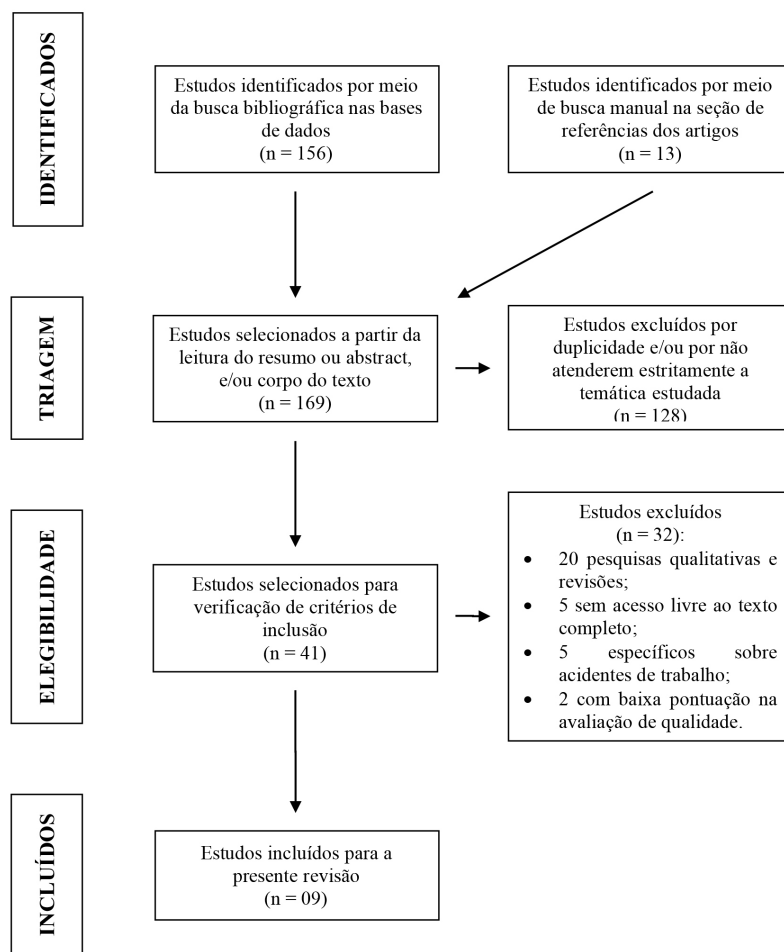 IDENTIFICADOS
Estudos identificados por meio
da busca bibliográfica nas bases
de dados
(n = 156)
Estudos identificados por meio
de busca manual na seção de
referências dos artigos
(n = 13)
TRIAGEM
Estudos selecionados a partir da
leitura do resumo ou abstract,
e/ou corpo do texto
(n = 169)
Estudos excluídos por
duplicidade e/ou por não
atenderem estritamente a
temática estudada
(n = 128)
ELEGIBILIDADE
Estudos selecionados para
verificação de critérios de
inclusão
(n = 41)
Estudos excluídos
(n = 32):
• 20 pesquisas qualitativas e
revisões;
• 5 sem acesso livre ao texto
completo;
• 5 específicos sobre
acidentes de trabalho;
• 2 com baixa pontuação na
avaliação de qualidade.
INCLUÍDOS
Estudos incluídos para a
presente revisão
(n = 09)